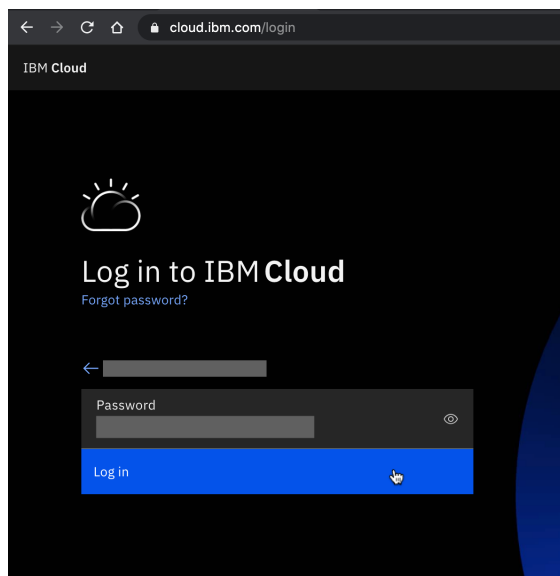 cloud.ibm.com/login
IBM Cloud
Log in to IBM Cloud
Forgot password?
Password
Log in